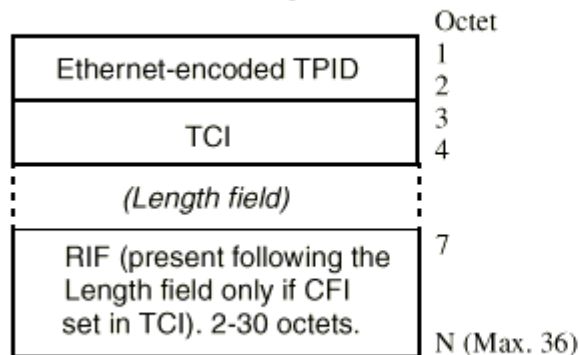 Octet
Ethernet-encoded TPID
1
2
TCI
3
4
(Length field)
RIF (present following the
Length field only if CFI
set in TCI). 2-30 octets.
7
N (Max. 36)